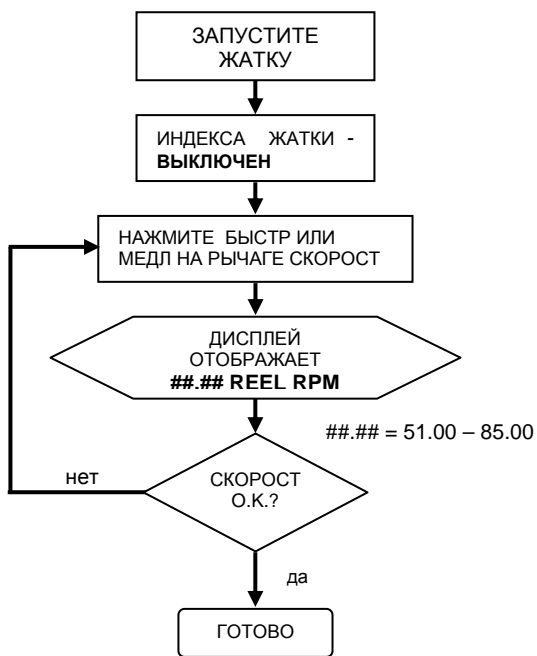 ЗАПУСТИТЕ
ЖАТКУ
ИНДЕКСА ЖАТКИ -
ВЫКЛЮЧЕН
НАЖМИТЕ БЫСТР ИЛИ
МЕДЛ НА РЫЧАГЕ СКОРОСТ
ДИСПЛЕЙ
ОТОБРАЖАЕТ
##.## REEL RPM
##.## = 51.00 – 85.00
нет
СКОРОСТ
O.K.?
да
ГОТОВО